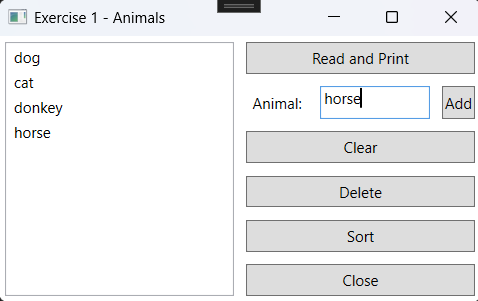 Exercise 1 - Animals
dog
cat
donkey
horse
Read and Print
Animal: horse Add
Clear
Delete
Sort
Close